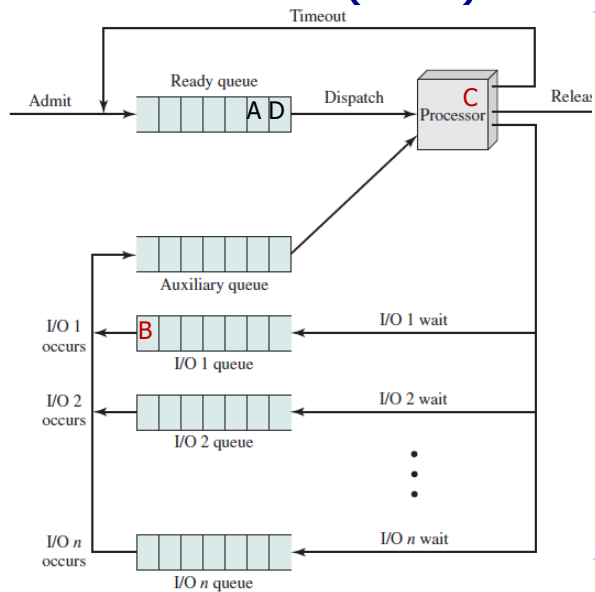 Timeout
Ready queue
Admit
A D
Dispatch
C
Processor
Releas
Auxiliary queue
I/O 1
occurs
B
I/O 1 wait
I/O 1 queue
I/O 2
occurs
I/O 2 wait
I/O 2 queue
I/O n
occurs
I/O n wait
I/O n queue